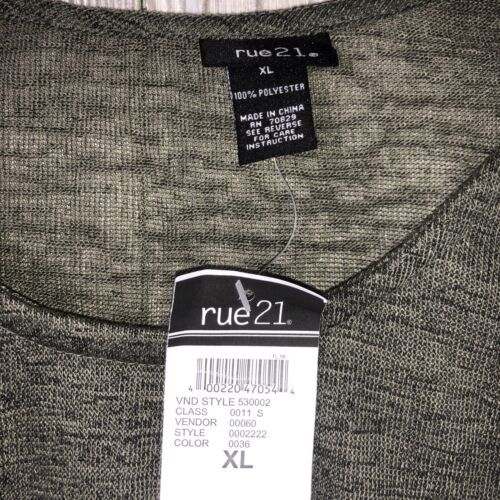 rue21®
XL
100% POLYESTER
MADE IN CHINA
RN 70829
SEE REVERSE
FOR CARE
INSTRUCTION
rue21®
4 00220 47054 4
VND STYLE 530002
CLASS 0011 S
VENDOR 00060
STYLE 0002222
COLOR 0036
XL